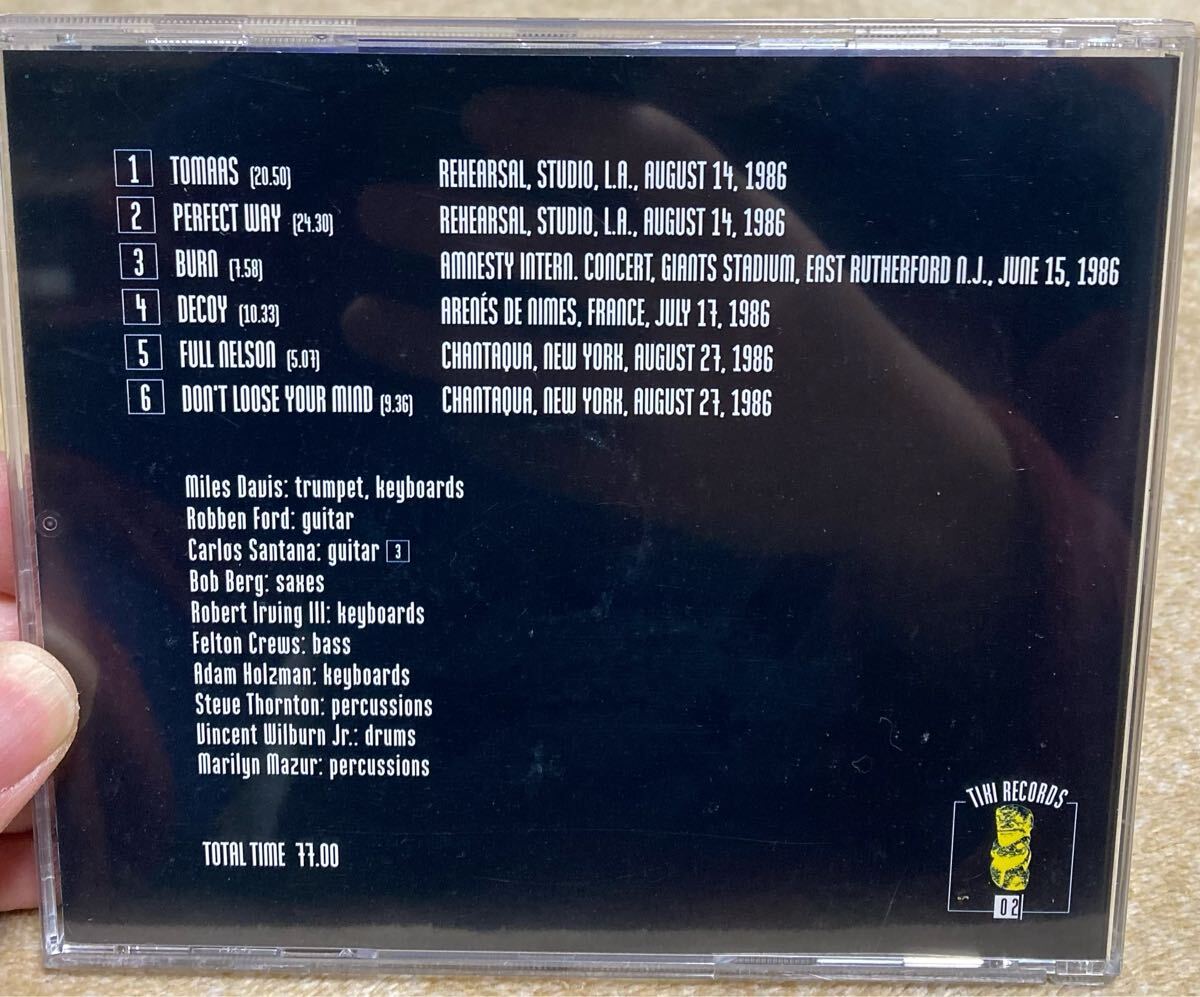 1 TOMAAS (20.50) REHEARSAL, STUDIO, L.A., AUGUST 14, 1986
2 PERFECT WAY (24.30) REHEARSAL, STUDIO, L.A., AUGUST 14, 1986
3 BURN (7.58) AMNESTY INTERN. CONCERT, GIANTS STADIUM, EAST RUTHERFORD N.J., JUNE 15, 1986
4 DECOY (10.33) ARENÉS DE NIMES, FRANCE, JULY 17, 1986
5 FULL NELSON (5.07) CHANTAQUA, NEW YORK, AUGUST 27, 1986
6 DON'T LOOSE YOUR MIND (9.36) CHANTAQUA, NEW YORK, AUGUST 27, 1986
Miles Davis: trumpet, keyboards
Robben Ford: guitar
Carlos Santana: guitar 3
Bob Berg: saxes
Robert Irving III: keyboards
Felton Crews: bass
Adam Holzman: keyboards
Steve Thornton: percussions
Vincent Wilburn Jr.: drums
Marilyn Mazur: percussions
TOTAL TIME 77.00
TIKI RECORDS
02